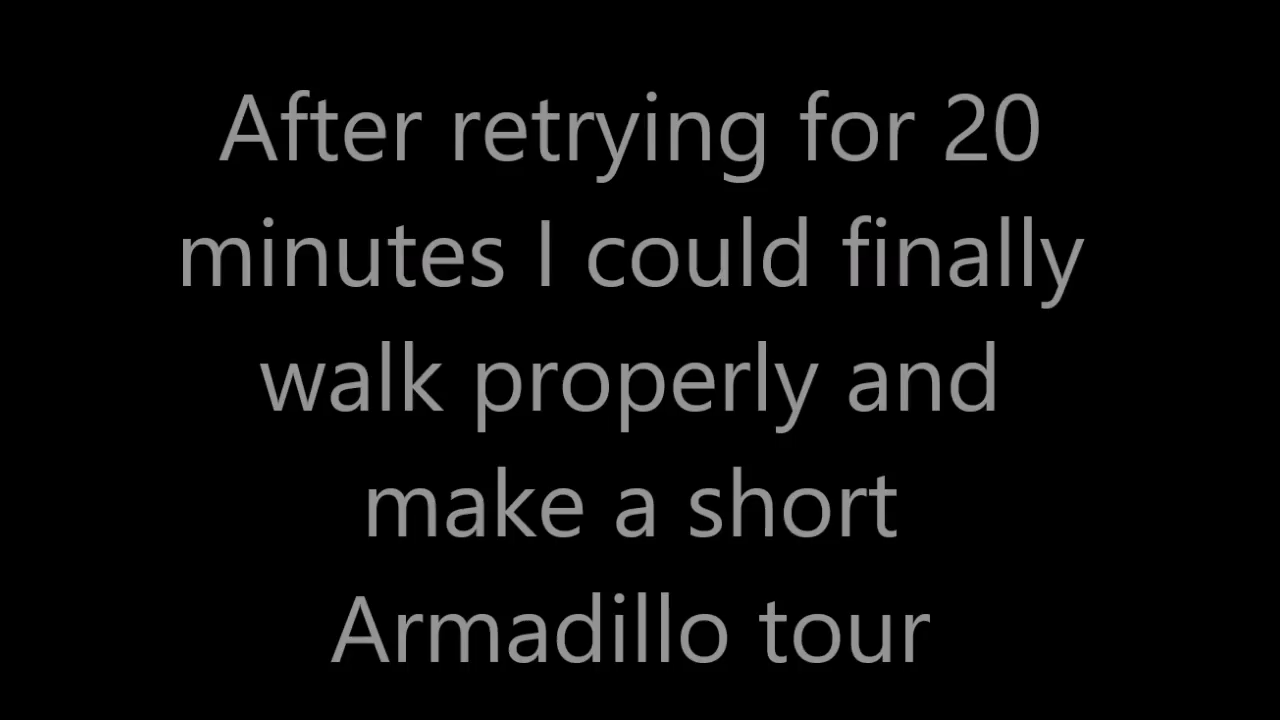 After retrying for 20
minutes I could finally
walk properly and
make a short
Armadillo tour